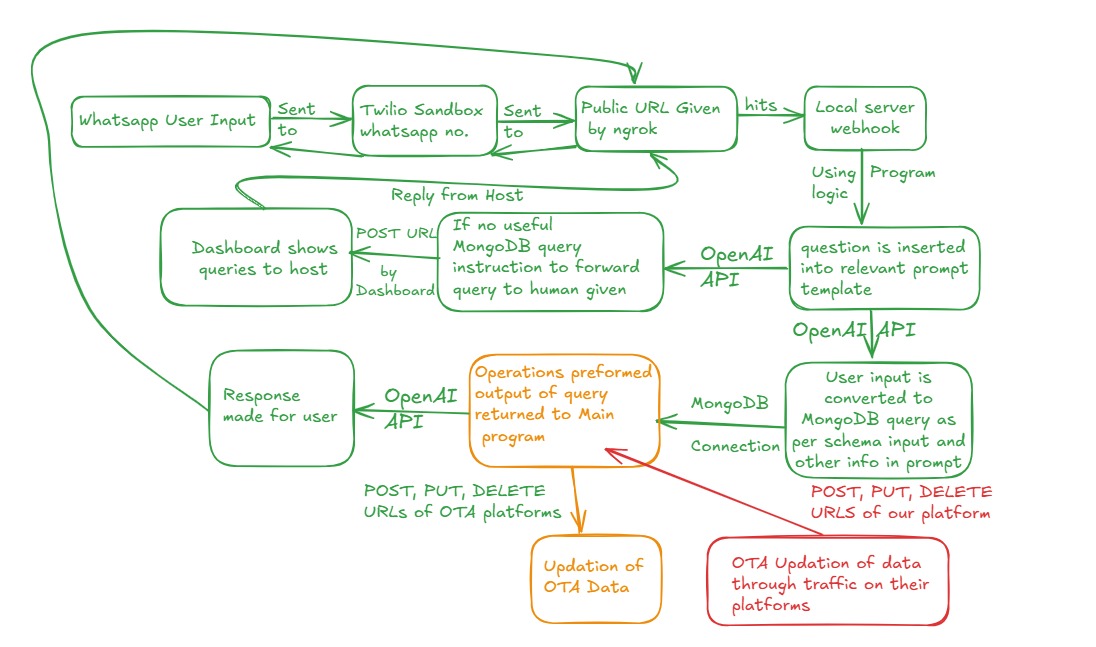 Whatsapp User Input
Sent
to
Twilio Sandbox
whatsapp no.
Sent
to
Public URL Given
by ngrok
hits
Local server
webhook
Using Program
logic
Reply from Host
Dashboard shows
queries to host
POST URL
by
Dashboard
If no useful
MongoDB query
instruction to forward
query to human given
OpenAI
API
question is inserted
into relevant prompt
template
OpenAI API
Response
made for user
OpenAI
API
Operations preformed
output of query
returned to Main
program
MongoDB
Connection
User input is
converted to
MongoDB query as
per schema input and
other info in prompt
POST, PUT, DELETE
URLs of OTA platforms
POST, PUT, DELETE
URLS of our platform
Updation of
OTA Data
OTA Updation of data
through traffic on their
platforms